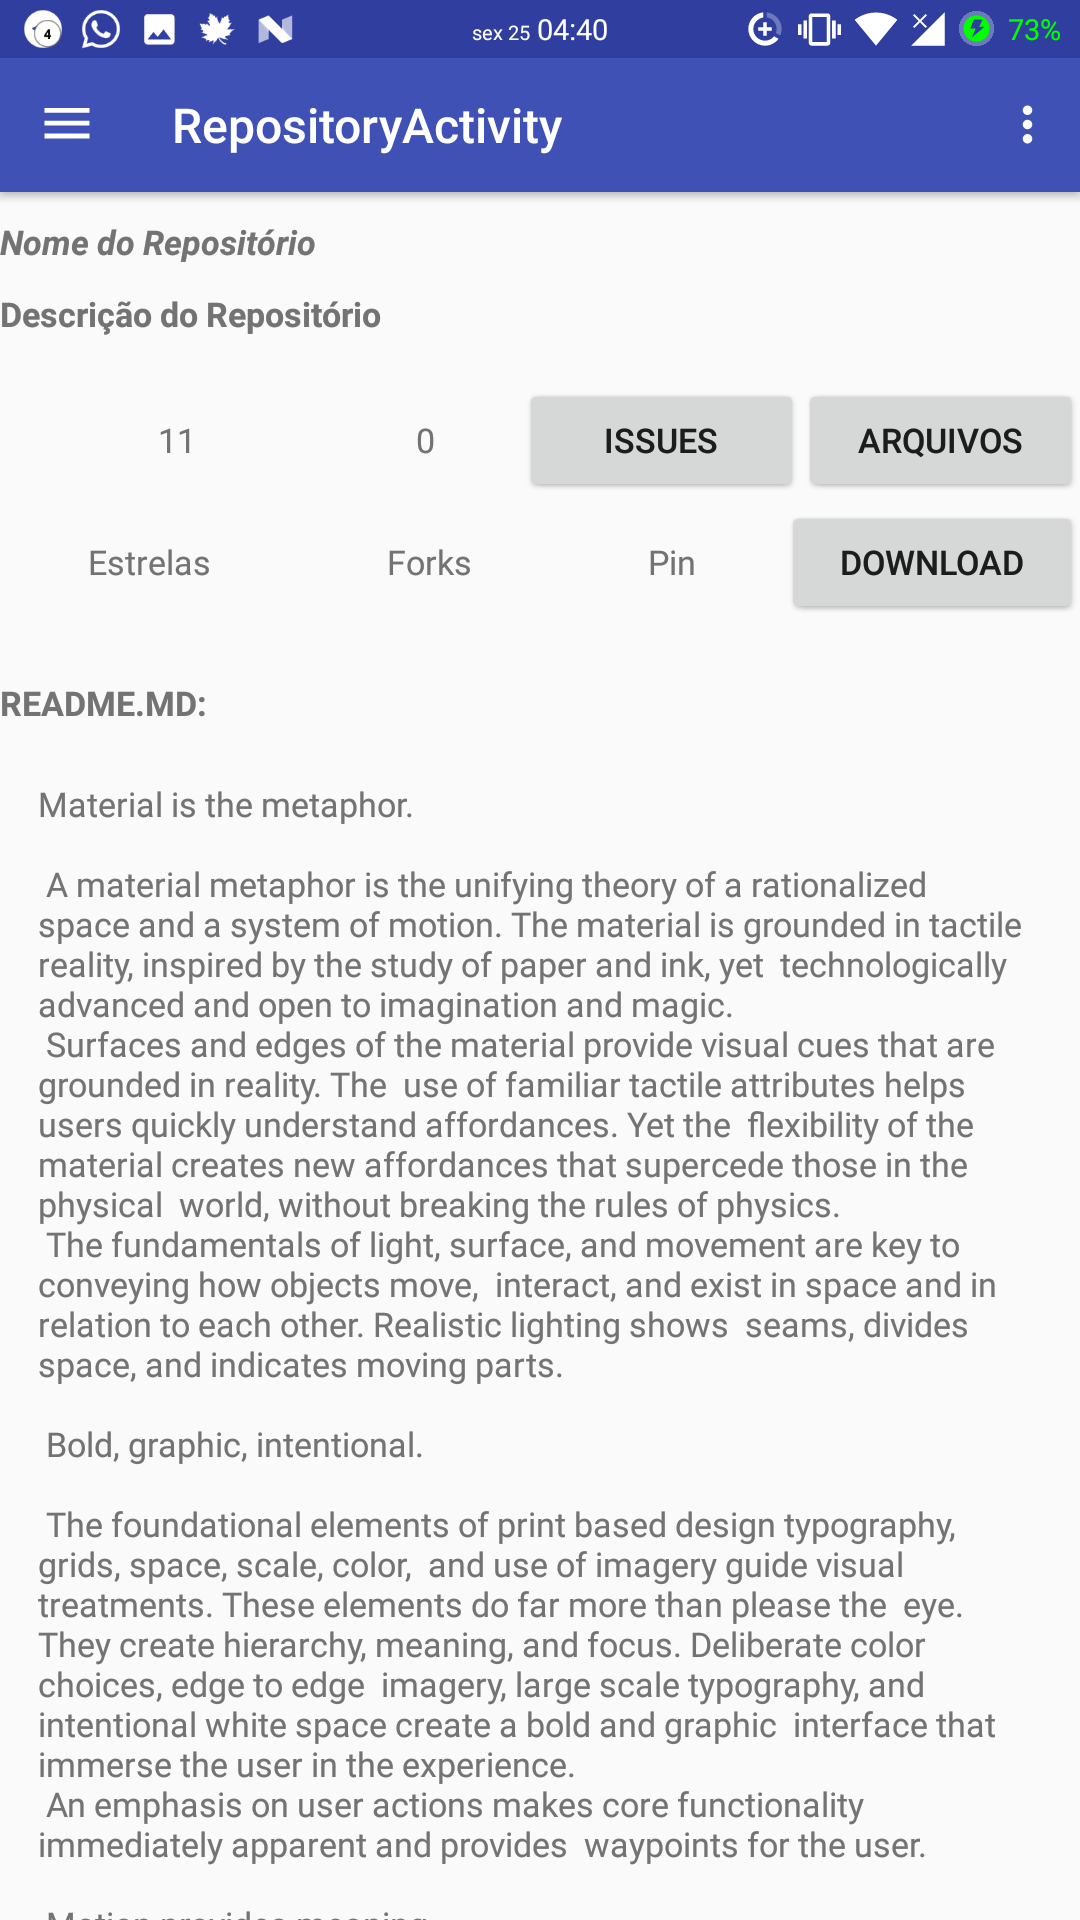 4 sex 25 04:40 73%
RepositoryActivity
Nome do Repositório
Descrição do Repositório
11 0 ISSUES ARQUIVOS
Estrelas Forks Pin DOWNLOAD
README.MD:
Material is the metaphor.
A material metaphor is the unifying theory of a rationalized
space and a system of motion. The material is grounded in tactile
reality, inspired by the study of paper and ink, yet  technologically
advanced and open to imagination and magic.
Surfaces and edges of the material provide visual cues that are
grounded in reality. The  use of familiar tactile attributes helps
users quickly understand affordances. Yet the  flexibility of the
material creates new affordances that supercede those in the
physical  world, without breaking the rules of physics.
The fundamentals of light, surface, and movement are key to
conveying how objects move,  interact, and exist in space and in
relation to each other. Realistic lighting shows  seams, divides
space, and indicates moving parts.
Bold, graphic, intentional.
The foundational elements of print based design typography,
grids, space, scale, color,  and use of imagery guide visual
treatments. These elements do far more than please the  eye.
They create hierarchy, meaning, and focus. Deliberate color
choices, edge to edge  imagery, large scale typography, and
intentional white space create a bold and graphic  interface that
immerse the user in the experience.
An emphasis on user actions makes core functionality
immediately apparent and provides  waypoints for the user.
Motion provides meaning.